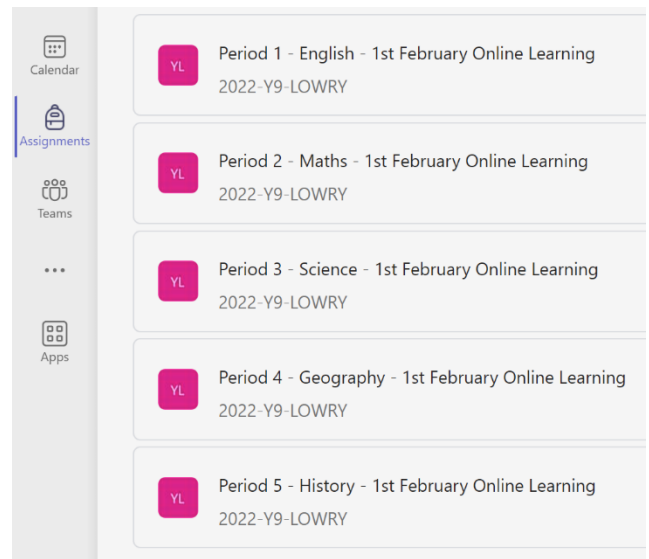 Calendar
Assignments
Teams
Apps
YL
Period 1 - English - 1st February Online Learning
2022-Y9-LOWRY
YL
Period 2 - Maths - 1st February Online Learning
2022-Y9-LOWRY
YL
Period 3 - Science - 1st February Online Learning
2022-Y9-LOWRY
YL
Period 4 - Geography - 1st February Online Learning
2022-Y9-LOWRY
YL
Period 5 - History - 1st February Online Learning
2022-Y9-LOWRY